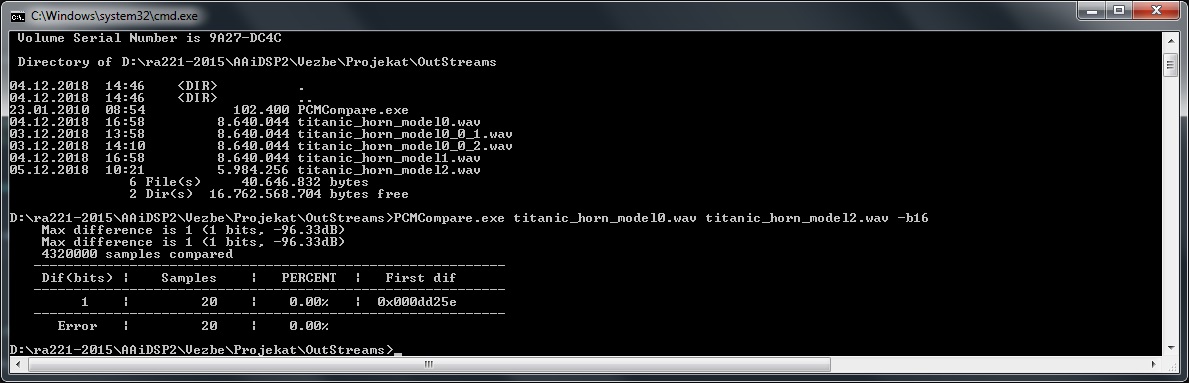 C:\Windows\system32\cmd.exe
Volume Serial Number is 9A27-DC4C
Directory of D:\ra221-2015\AAiDSP2\Vezbe\Projekat\OutStreams
04.12.2018  14:46    <DIR>          .
04.12.2018  14:46    <DIR>          ..
23.01.2010  08:54           102.400 PCMCompare.exe
04.12.2018  16:58         8.640.044 titanic_horn_model0.wav
03.12.2018  13:58         8.640.044 titanic_horn_model0_0_1.wav
03.12.2018  14:10         8.640.044 titanic_horn_model0_0_2.wav
04.12.2018  16:58         8.640.044 titanic_horn_model1.wav
05.12.2018  10:21         5.984.256 titanic_horn_model2.wav
6 File(s)     40.646.832 bytes
2 Dir(s)  16.762.568.704 bytes free
D:\ra221-2015\AAiDSP2\Vezbe\Projekat\OutStreams>PCMCompare.exe titanic_horn_model0.wav titanic_horn_model2.wav -b16
Max difference is 1 (1 bits, -96.33dB)
Max difference is 1 (1 bits, -96.33dB)
4320000 samples compared
Dif(bits) ¦    Samples    ¦   PERCENT  ¦   First dif
1    ¦         20    ¦    0.00%   ¦  0x000dd25e
Error   ¦         20    ¦    0.00%
D:\ra221-2015\AAiDSP2\Vezbe\Projekat\OutStreams>_